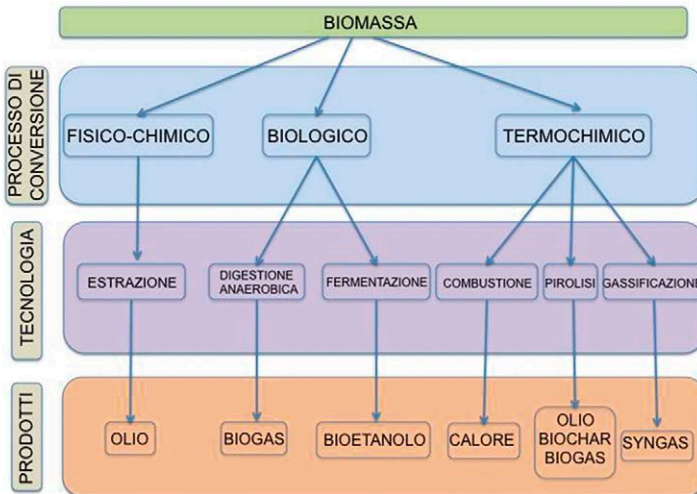 BIOMASSA
PROCESSO DI
CONVERSIONE
FISICO-CHIMICO
BIOLOGICO
TERMOCHIMICO
TECNOLOGIA
ESTRAZIONE
DIGESTIONE
ANAEROBICA
FERMENTAZIONE
COMBUSTIONE
PIROLISI
GASSIFICAZIONE
PRODOTTI
OLIO
BIOGAS
BIOETANOLO
CALORE
OLIO
BIOCHAR
BIOGAS
SYNGAS